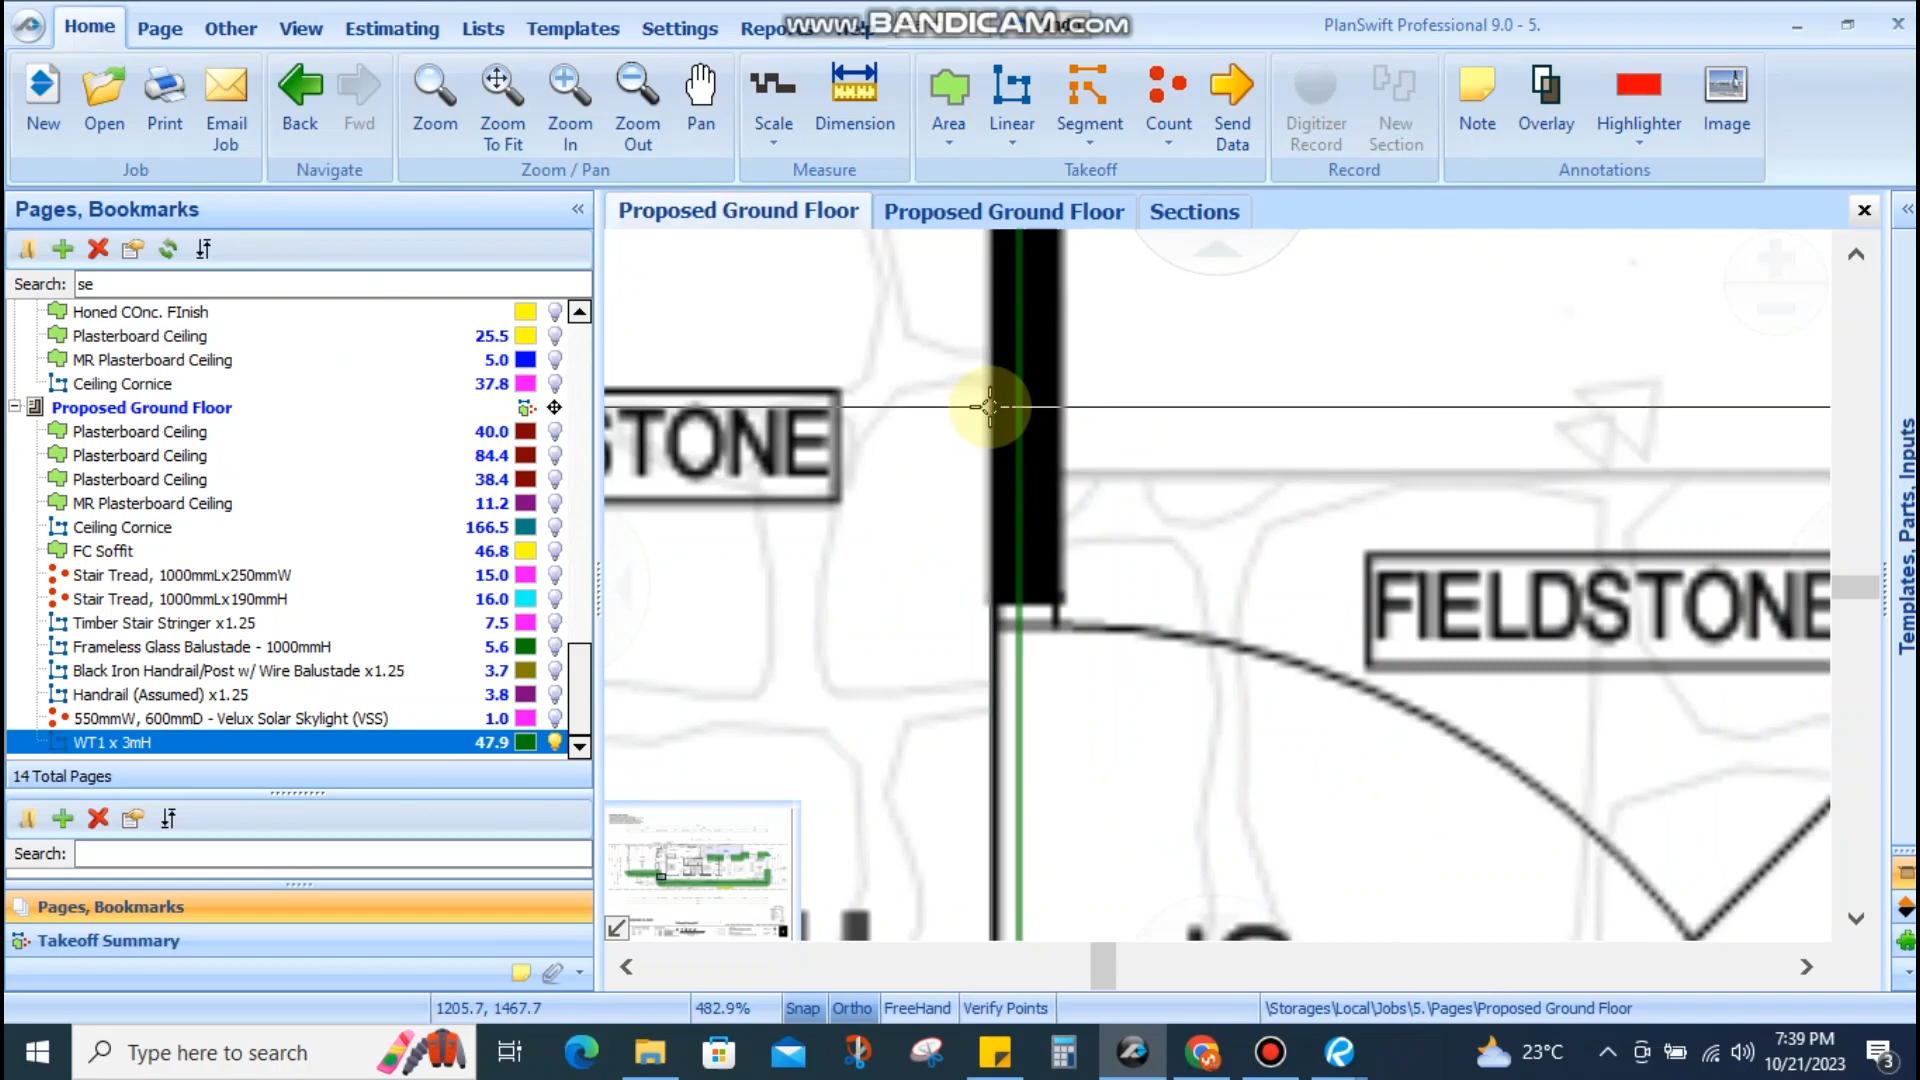 Home Page Other View Estimating Lists Templates Settings
www.BANDICAM.com
PlanSwift Professional 9.0 - 5.
New Open Print Email Job
Back Fwd
Zoom Zoom To Fit Zoom In Zoom Out Pan
Scale Dimension
Area Linear Segment Count Send Data
Digitizer Record New Section
Note Overlay Highlighter Image
Job Navigate Zoom / Pan Measure Takeoff Record Annotations
Pages, Bookmarks
Proposed Ground Floor Proposed Ground Floor Sections
Search: se
Honed COnc. FInish
Plasterboard Ceiling 25.5
MR Plasterboard Ceiling 5.0
Ceiling Cornice 37.8
Proposed Ground Floor
Plasterboard Ceiling 40.0
Plasterboard Ceiling 84.4
Plasterboard Ceiling 38.4
MR Plasterboard Ceiling 11.2
Ceiling Cornice 166.5
FC Soffit 46.8
Stair Tread, 1000mmLx250mmW 15.0
Stair Tread, 1000mmLx190mmH 16.0
Timber Stair Stringer x1.25 7.5
Frameless Glass Balustade - 1000mmH 5.6
Black Iron Handrail/Post w/ Wire Balustade x1.25 3.7
Handrail (Assumed) x1.25 3.8
550mmW, 600mmD - Velux Solar Skylight (VSS) 1.0
WT1 x 3mH 47.9
14 Total Pages
Search:
Pages, Bookmarks
Takeoff Summary
STONE
FIELDSTONE
Templates, Parts, Inputs
1205.7, 1467.7 482.9% Snap Ortho FreeHand Verify Points \Storages\Local\Jobs\5.\Pages\Proposed Ground Floor
Type here to search
23°C
7:39 PM
10/21/2023
3